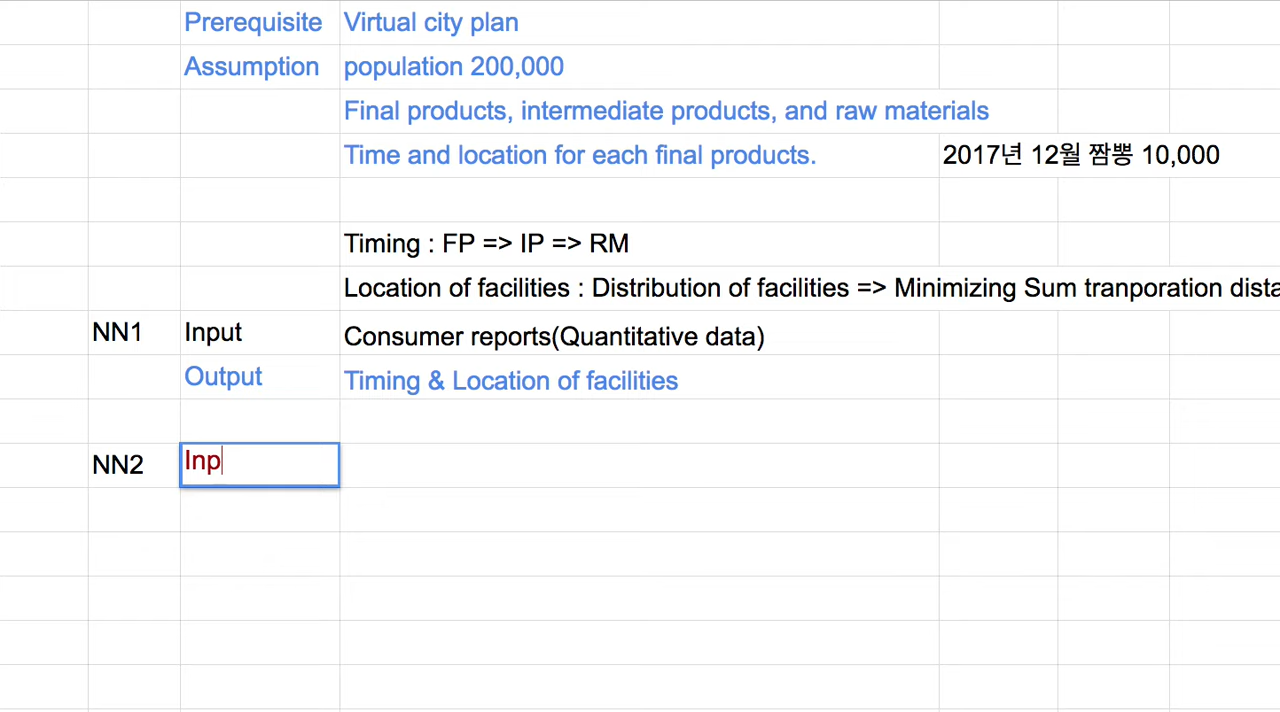 Prerequisite Virtual city plan
Assumption population 200,000
Final products, intermediate products, and raw materials
Time and location for each final products. 2017년 12월 짬뽕 10,000
Timing : FP => IP => RM
Location of facilities : Distribution of facilities => Minimizing Sum tranporation dista
NN1 Input Consumer reports(Quantitative data)
Output Timing & Location of facilities
NN2 Inp